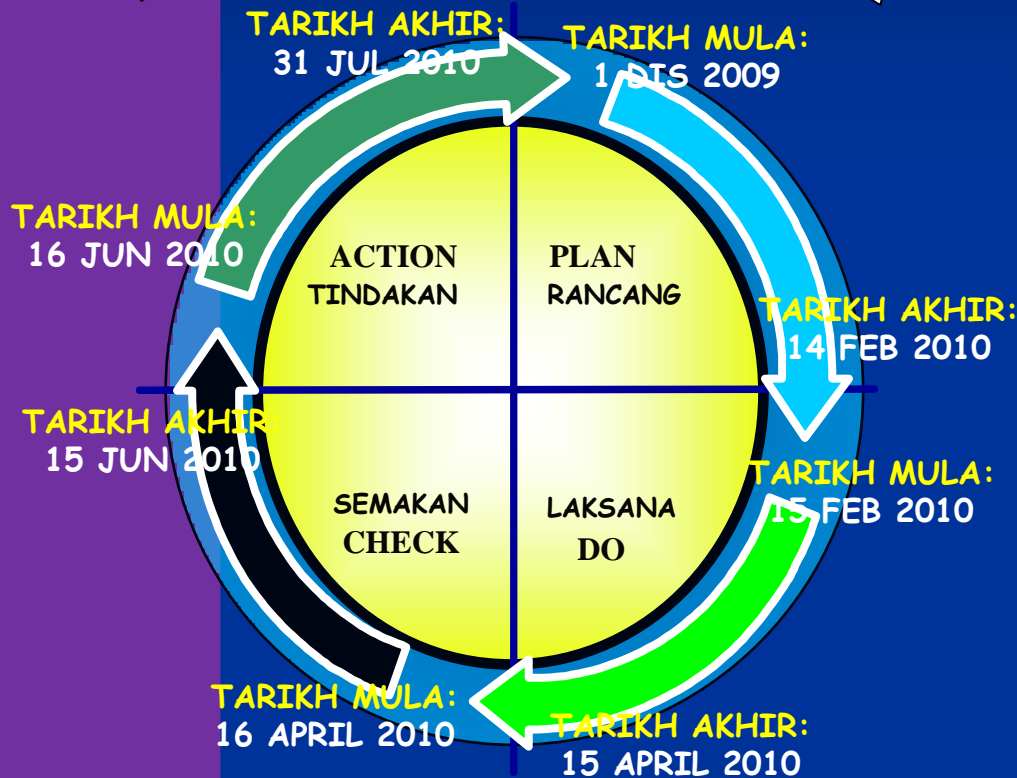 TARIKH AKHIR:
31 JUL 2010
TARIKH MULA:
1 DIS 2009
TARIKH MULA:
16 JUN 2010
ACTION
TINDAKAN
PLAN
RANCANG
TARIKH AKHIR:
14 FEB 2010
TARIKH AKHIR:
15 JUN 2010
TARIKH MULA:
15 FEB 2010
SEMAKAN
CHECK
LAKSANA
DO
TARIKH MULA:
16 APRIL 2010
TARIKH AKHIR:
15 APRIL 2010